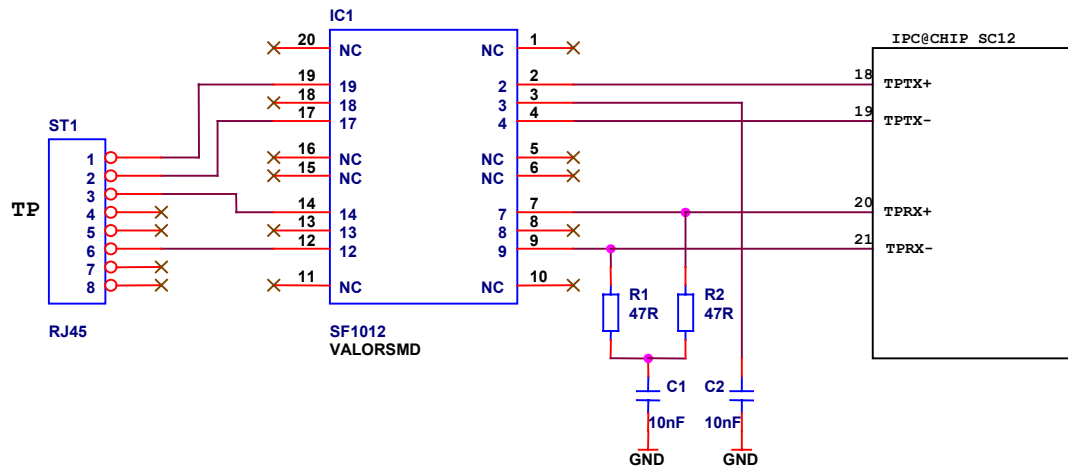 IC1
IPC@CHIP SC12
20 NC NC 1
19 19 2 2 18 TPTX+
18 18 3 3
17 17 4 4 19 TPTX-
ST1
1
16 NC NC 5
2
15 NC NC 6
3
TP
4
14 14 7 7 20 TPRX+
5
13 13 8 8
6
12 12 9 9 21 TPRX-
7
8
11 NC NC 10
R1 R2
47R 47R
RJ45
SF1012
VALORSMD
C1 C2
10nF 10nF
GND GND